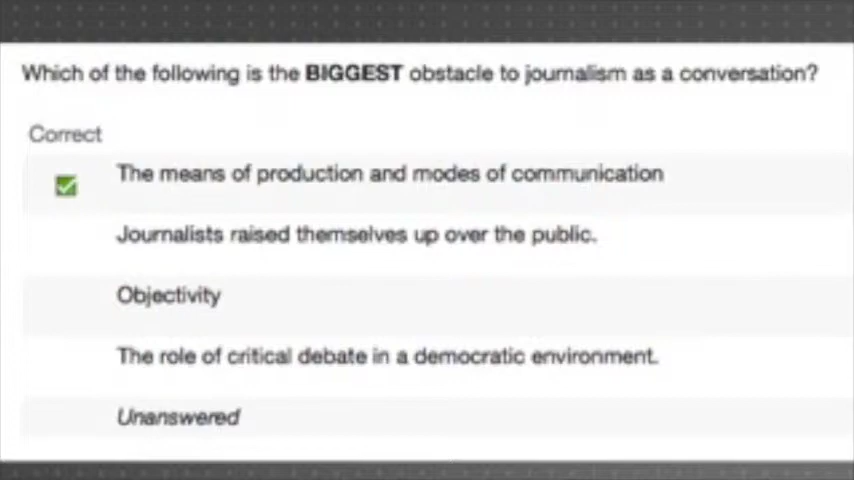 Which of the following is the BIGGEST obstacle to journalism as a conversation?
Correct
The means of production and modes of communication
Journalists raised themselves up over the public.
Objectivity
The role of critical debate in a democratic environment.
Unanswered